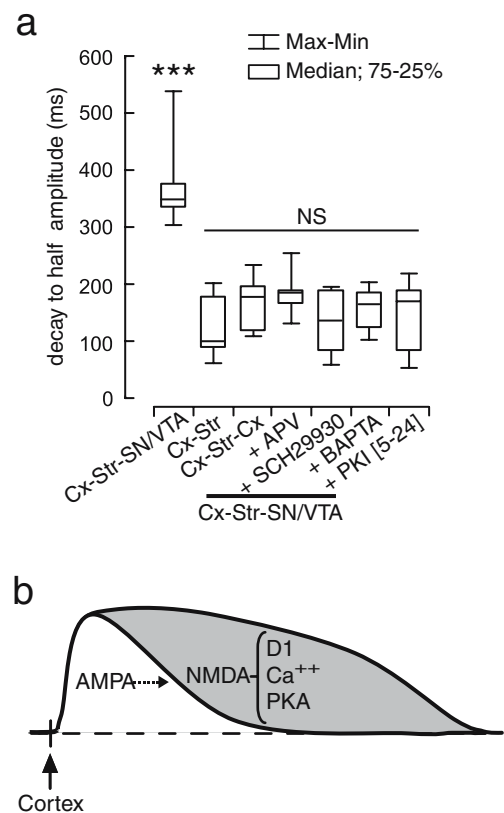 a
Max-Min
Median; 75-25%
decay to half amplitude (ms)
600
500
400
300
200
100
0
***
NS
Cx-Str-SN/VTA
Cx-Str
Cx-Str-Cx
+ APV
+ SCH29930
+ BAPTA
+ PKI [5-24]
Cx-Str-SN/VTA
b
AMPA
NMDA
D1
Ca++
PKA
Cortex